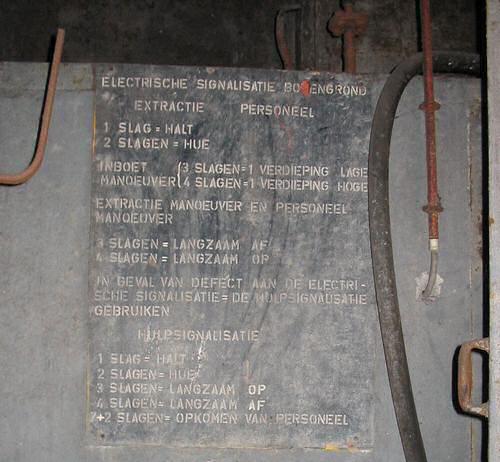 ELECTRISCHE SIGNALISATIE BOVENGROND
EXTRACTIE PERSONEEL
1 SLAG = HALT
2 SLAGEN = HUE
INBOET {3 SLAGEN = 1 VERDIEPING LAGE
MANOEUVER {4 SLAGEN = 1 VERDIEPING HOGE
EXTRACTIE MANOEUVER EN PERSONEEL
MANOEUVER
3 SLAGEN = LANGZAAM AF
4 SLAGEN = LANGZAAM OP
IN GEVAL VAN DEFECT AAN DE ELECTRI-
SCHE SIGNALISATIE = DE HULPSIGNALISATIE
GEBRUIKEN
HULPSIGNALISATIE
1 SLAG = HALT
2 SLAGEN = HUE
3 SLAGEN = LANGZAAM OP
4 SLAGEN = LANGZAAM AF
7+2 SLAGEN = OPKOMEN VAN PERSONEEL